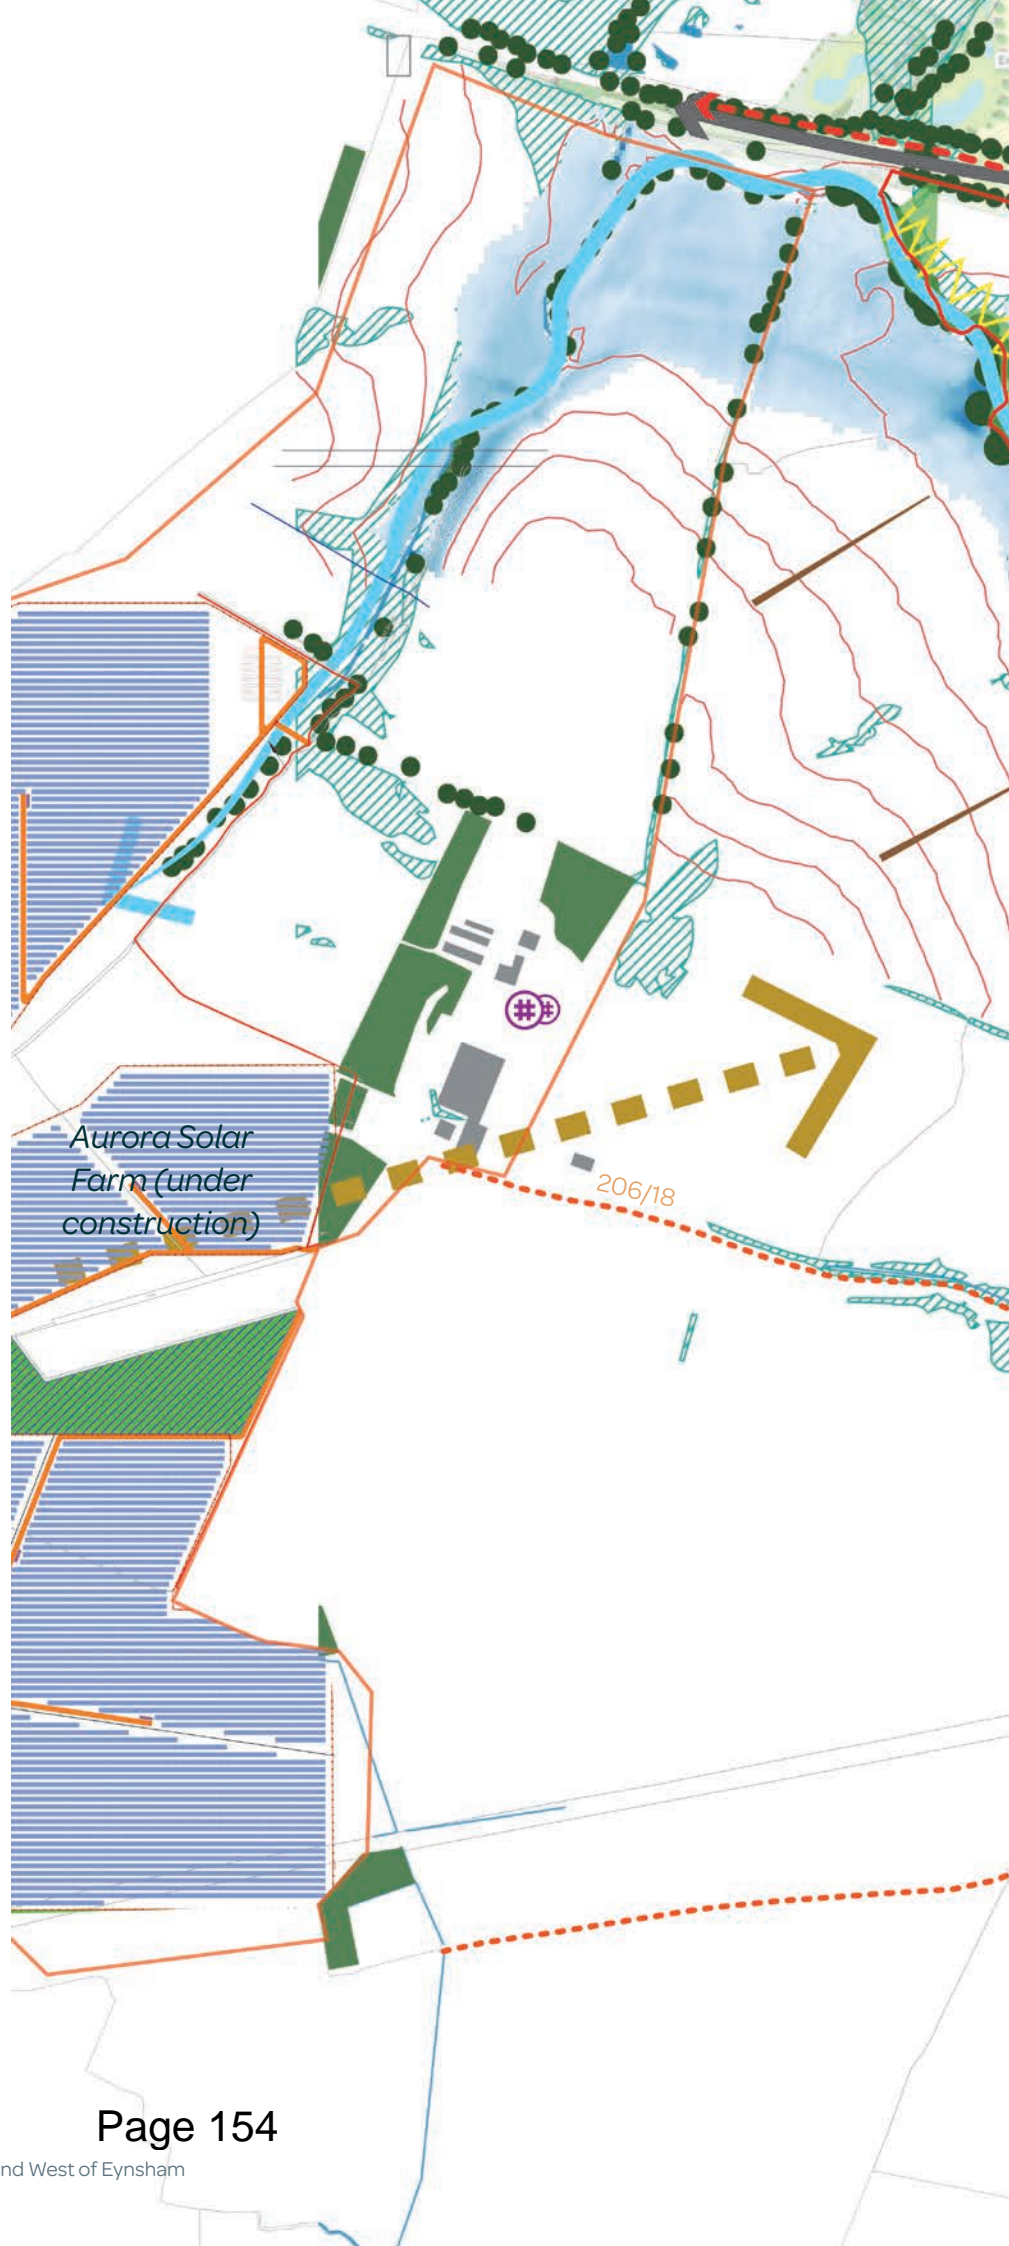 Aurora Solar
Farm (under
construction)
206/18
Page 154
nd West of Eynsham